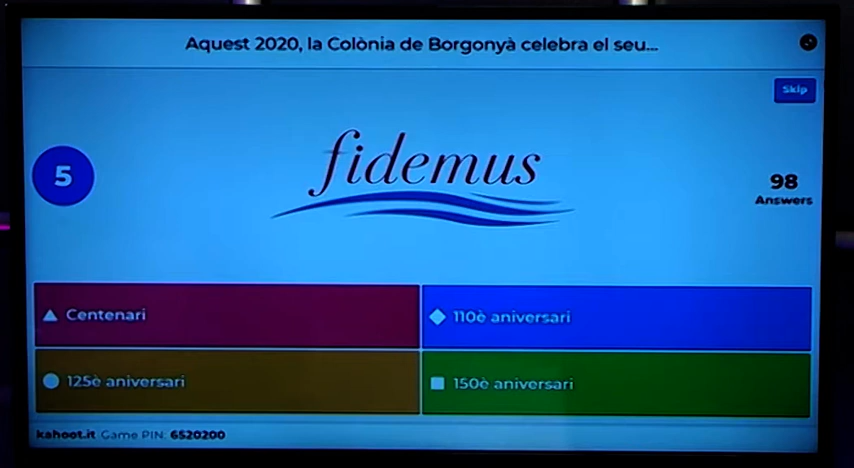 Aquest 2020, la Colònia de Borgonyà celebra el seu...
Skip
5
fidemus
98
Answers
Centenari
110è aniversari
125è aniversari
150è aniversari
kahoot.it Game PIN: 6520200